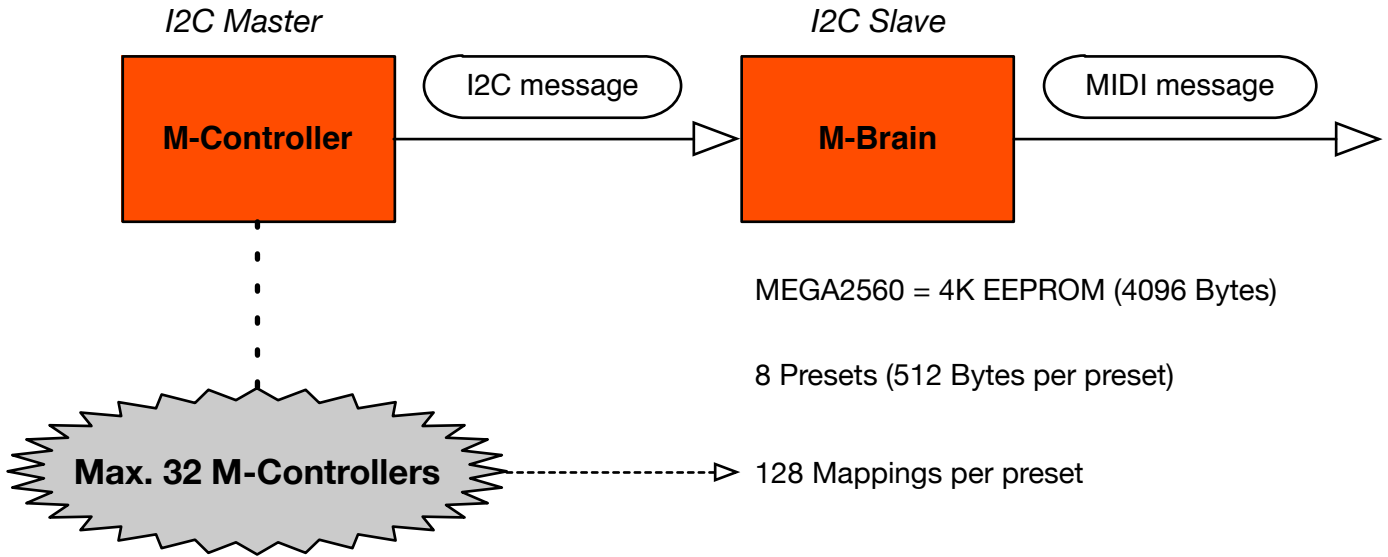 I2C Master
I2C Slave
I2C message
MIDI message
M-Controller
M-Brain
MEGA2560 = 4K EEPROM (4096 Bytes)
8 Presets (512 Bytes per preset)
Max. 32 M-Controllers
128 Mappings per preset